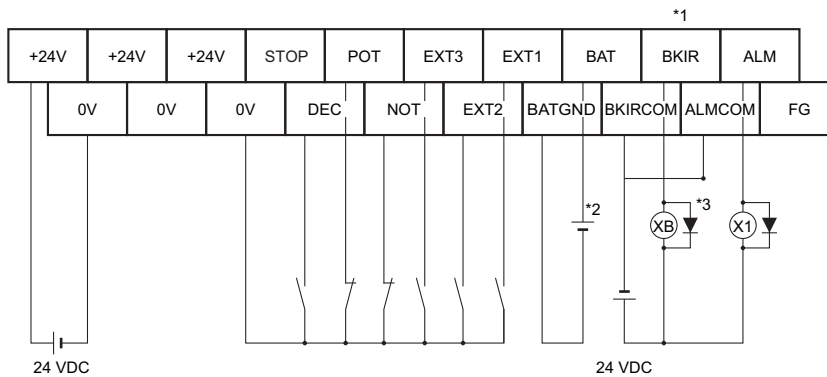 *1
+24V +24V +24V STOP POT EXT3 EXT1 BAT BKIR ALM
0V 0V 0V DEC NOT EXT2 BATGND BKIRCOM ALMCOM FG
*2 *3
XB X1
24 VDC 24 VDC